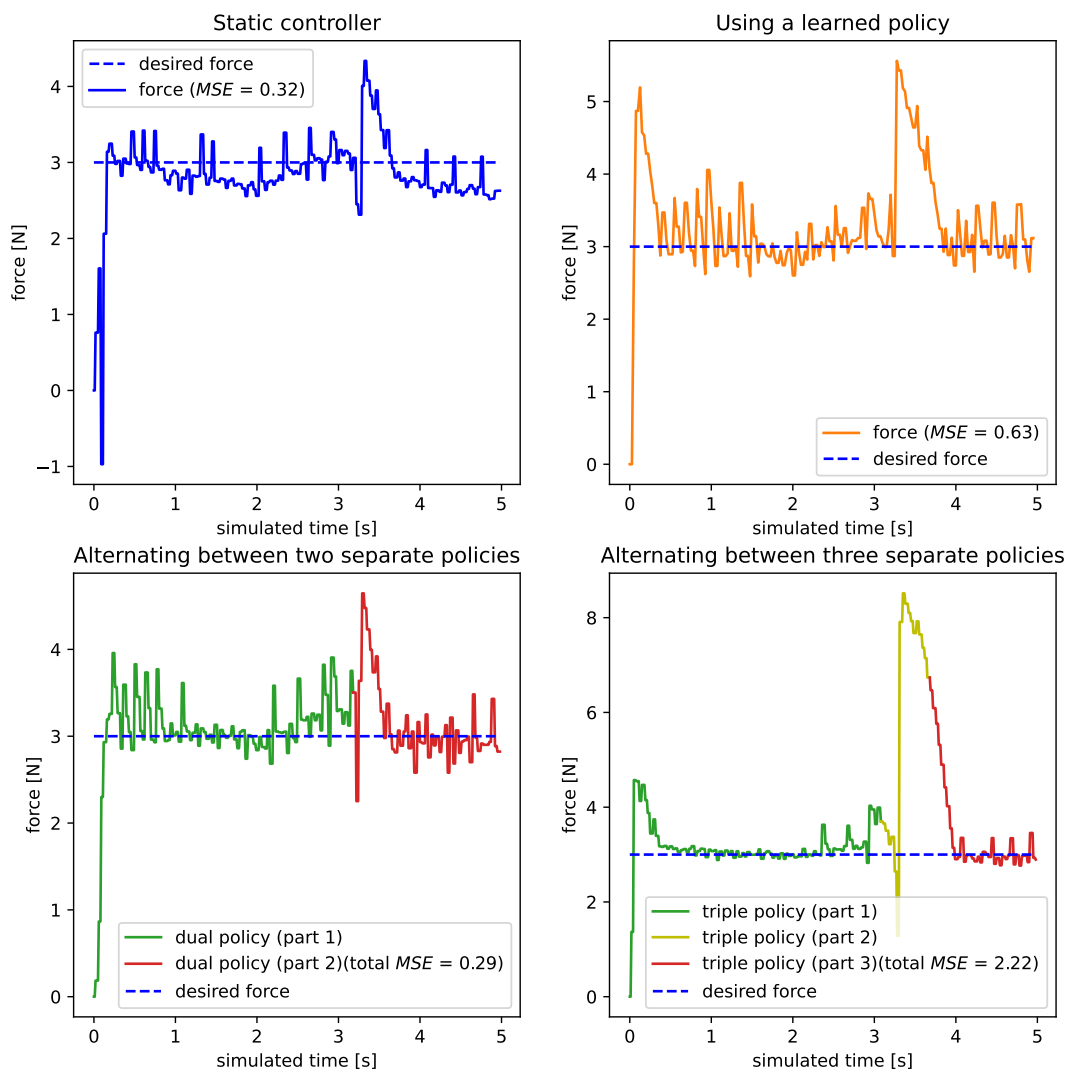 Static controller
desired force
force (MSE = 0.32)
4
3
2
1
0
−1
force [N]
0 1 2 3 4 5
simulated time [s]
Using a learned policy
5
4
3
2
1
0
force [N]
force (MSE = 0.63)
desired force
0 1 2 3 4 5
simulated time [s]
Alternating between two separate policies
4
3
2
1
0
force [N]
dual policy (part 1)
dual policy (part 2)(total MSE = 0.29)
desired force
0 1 2 3 4 5
simulated time [s]
Alternating between three separate policies
8
6
4
2
0
force [N]
triple policy (part 1)
triple policy (part 2)
triple policy (part 3)(total MSE = 2.22)
desired force
0 1 2 3 4 5
simulated time [s]